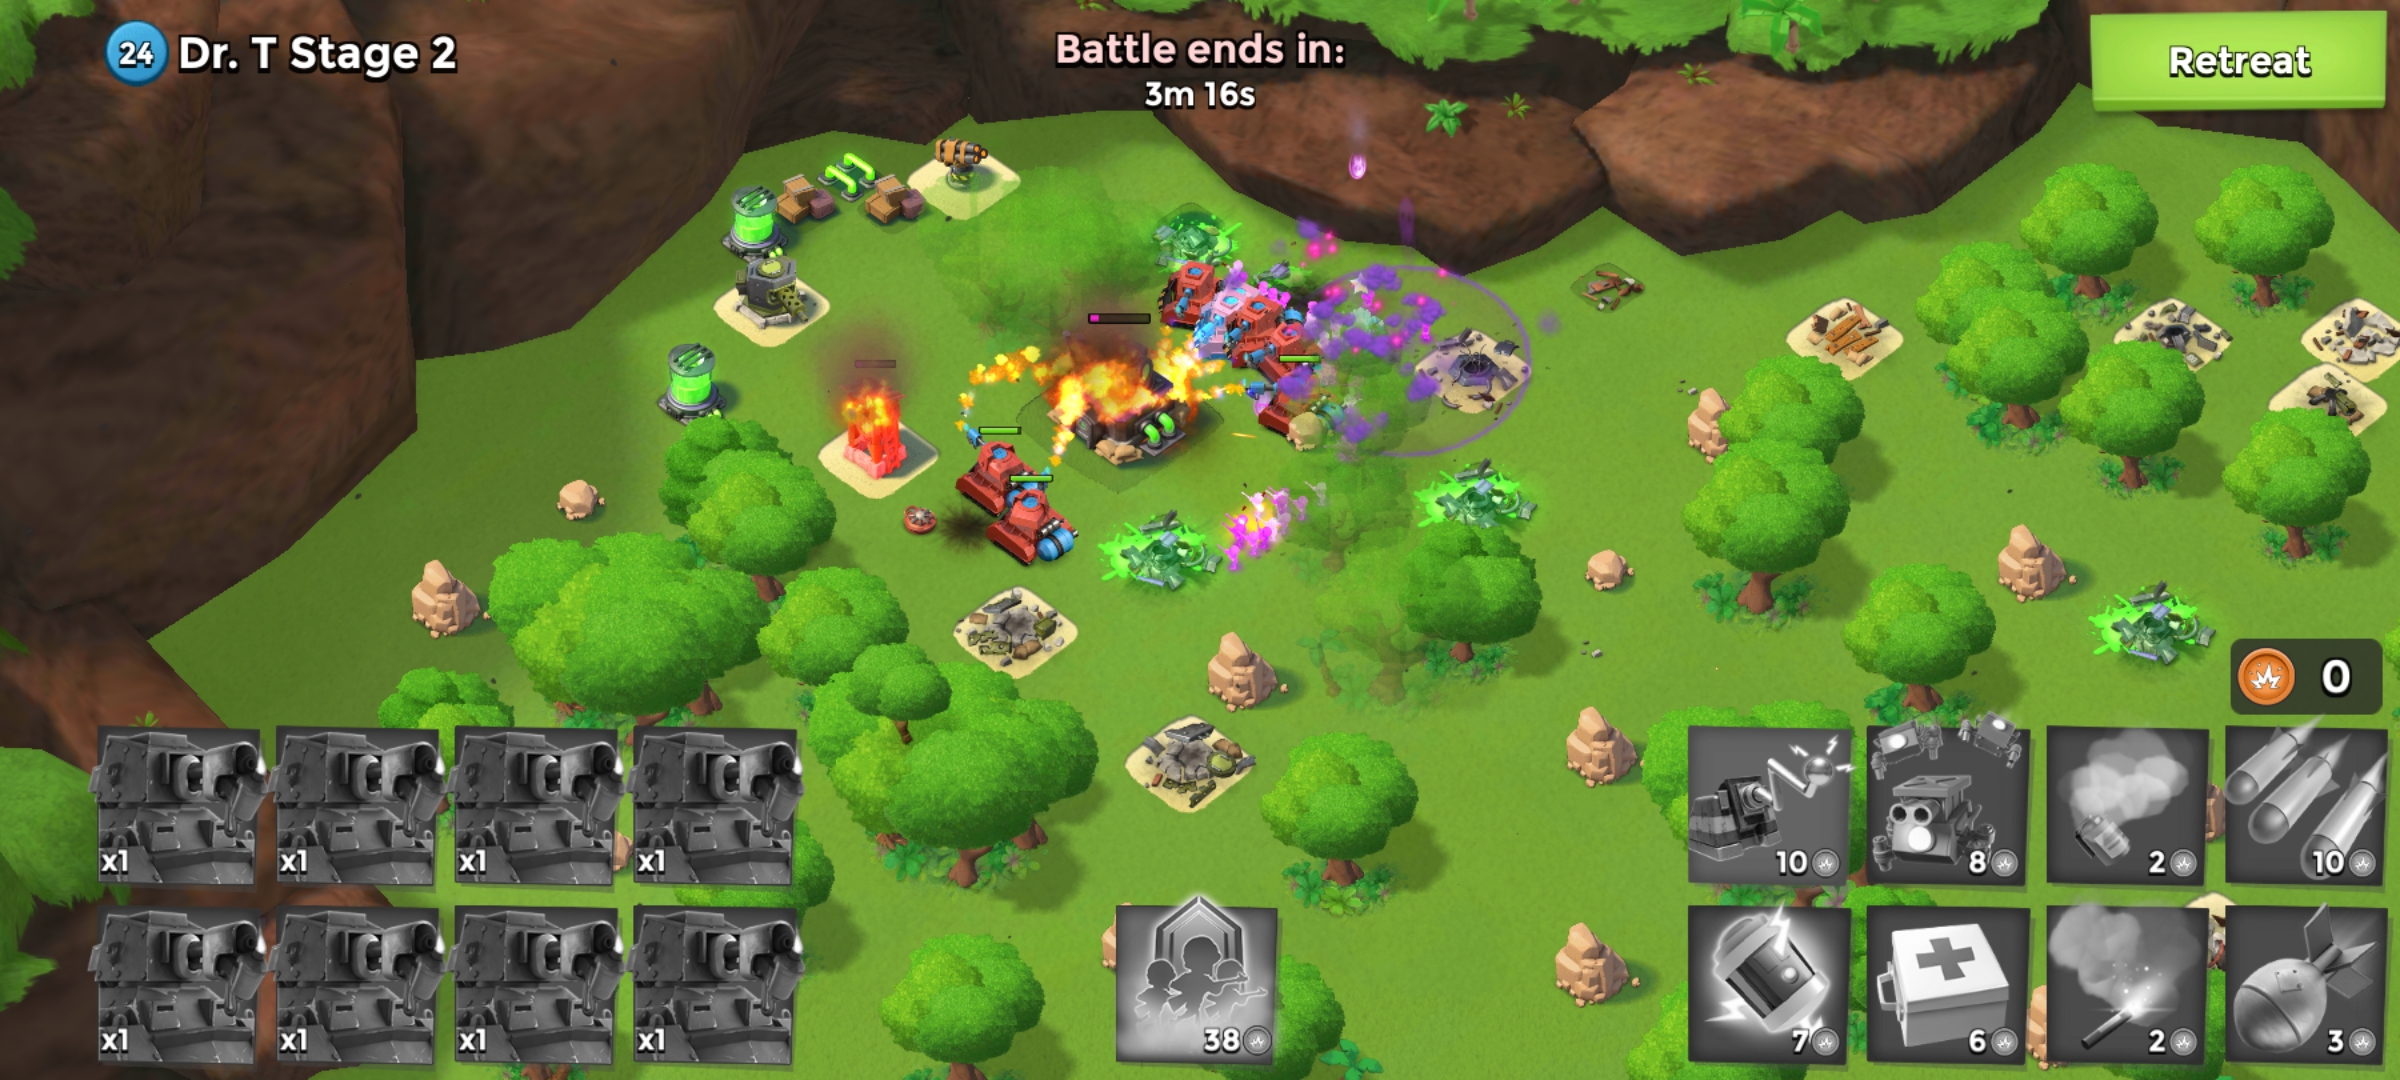 24 Dr. T Stage 2
Battle ends in:
3m 16s
Retreat
0
x1 x1 x1 x1
10 8 2 10
x1 x1 x1 x1
38
7 6 2 3